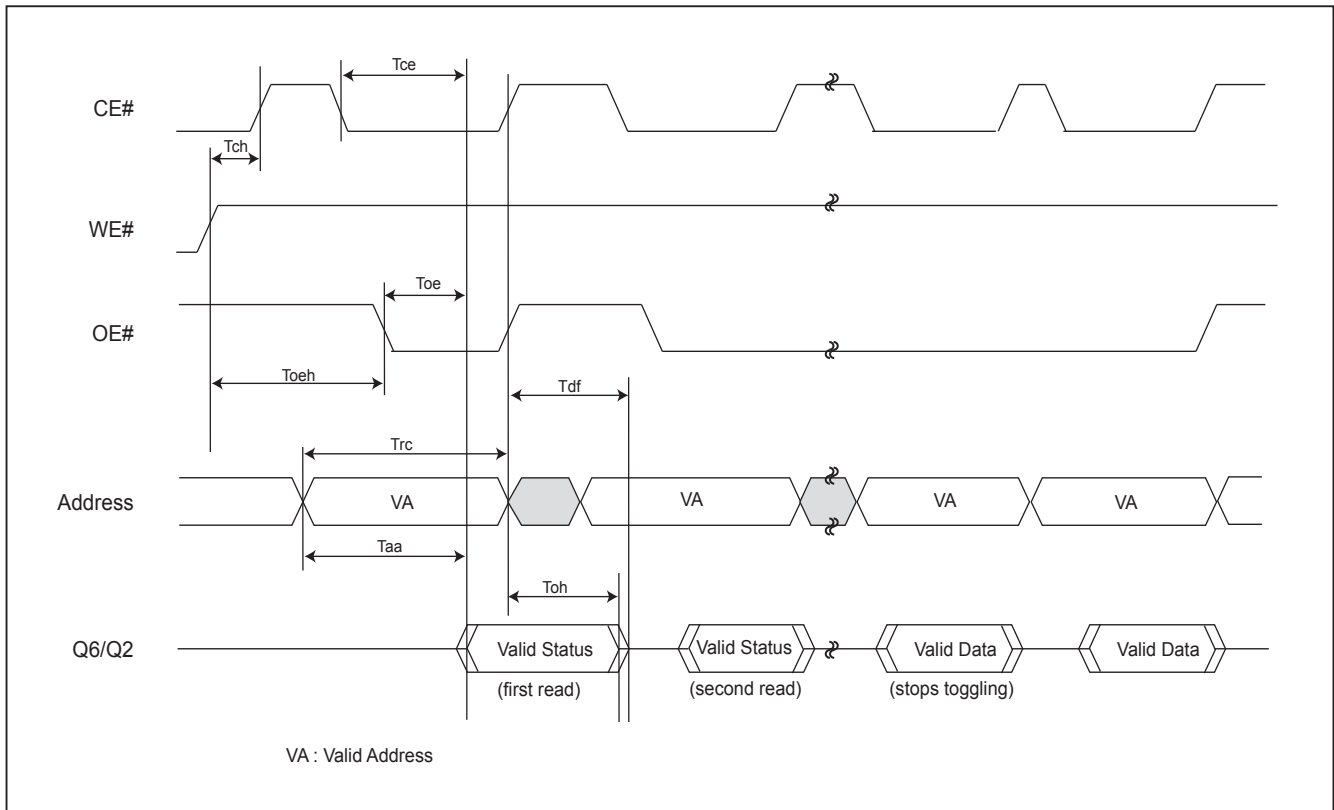 Tce
CE#
Tch
WE#
Toe
OE#
Toeh
Tdf
Trc
Address VA VA VA VA
Taa
Toh
Q6/Q2 Valid Status Valid Status Valid Data Valid Data
(first read) (second read) (stops toggling)
VA : Valid Address